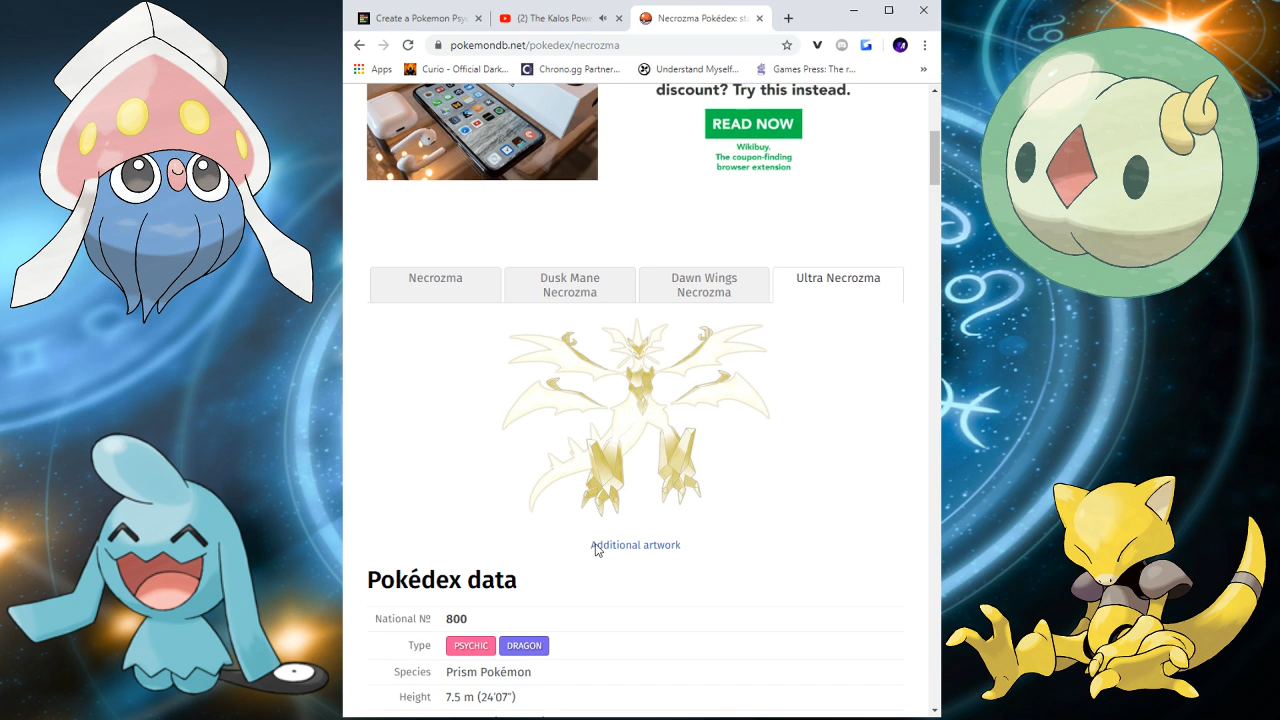 Create a Pokemon Psy
(2) The Kalos Pow
Necrozma Pokédex: st
pokemondb.net/pokedex/necrozma
Apps
Curio - Official Dark...
Chrono.gg Partner...
Understand Myself...
Games Press: The r...
»
discount? Try this instead.
READ NOW
Wikibuy.
The coupon-finding
browser extension
Necrozma
Dusk Mane
Necrozma
Dawn Wings
Necrozma
Ultra Necrozma
Additional artwork
Pokédex data
National № 800
Type PSYCHIC DRAGON
Species Prism Pokémon
Height 7.5 m (24′07″)